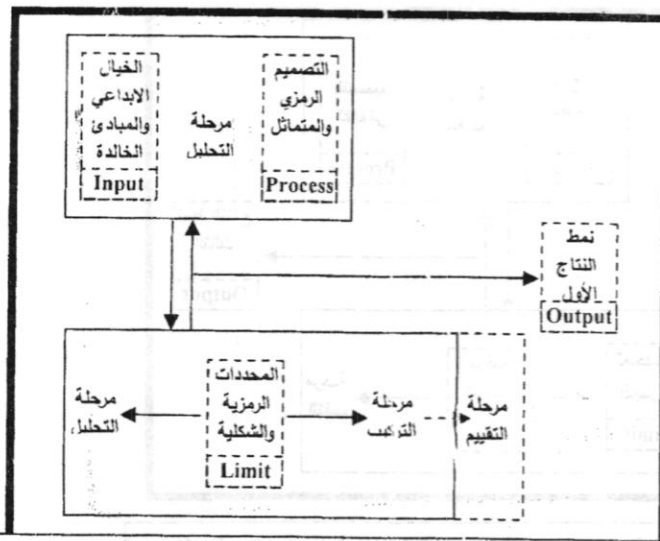 الخيال
الابداعي
والمبادئ
الخالدة
Input
مرحلة
التحليل
التصميم
الرمزي
والمتماثل
Process
نمط
النتاج
الأول
Output
مرحلة
التحليل
المحددات
الرمزية
والشكلية
Limit
مرحلة
التركيب
مرحلة
التقييم